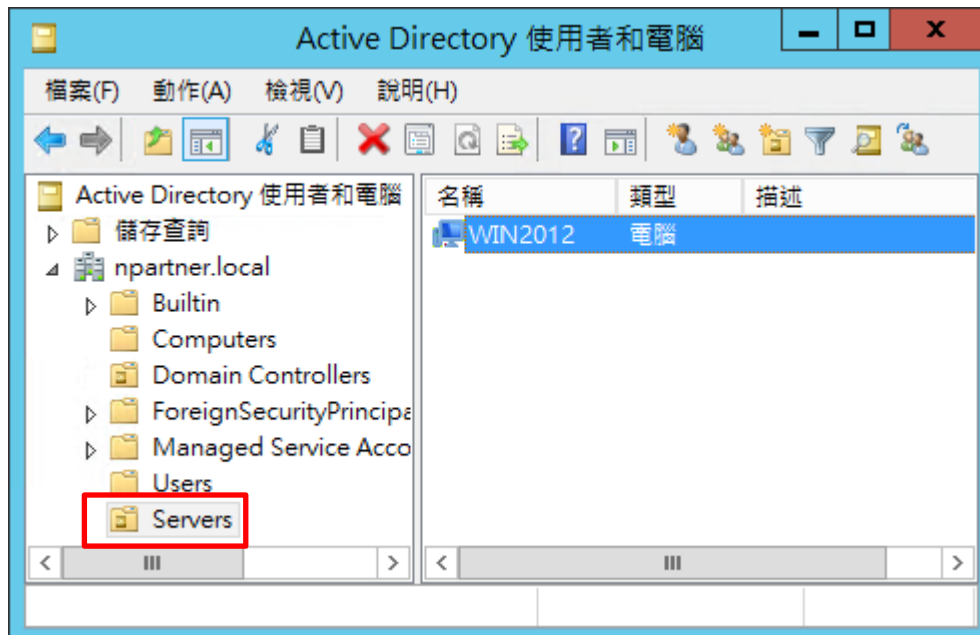 Active Directory 使用者和電腦
檔案(F) 動作(A) 檢視(V) 說明(H)
Active Directory 使用者和電腦
儲存查詢
npartner.local
Builtin
Computers
Domain Controllers
ForeignSecurityPrincipa
Managed Service Acco
Users
Servers
名稱 類型 描述
WIN2012 電腦